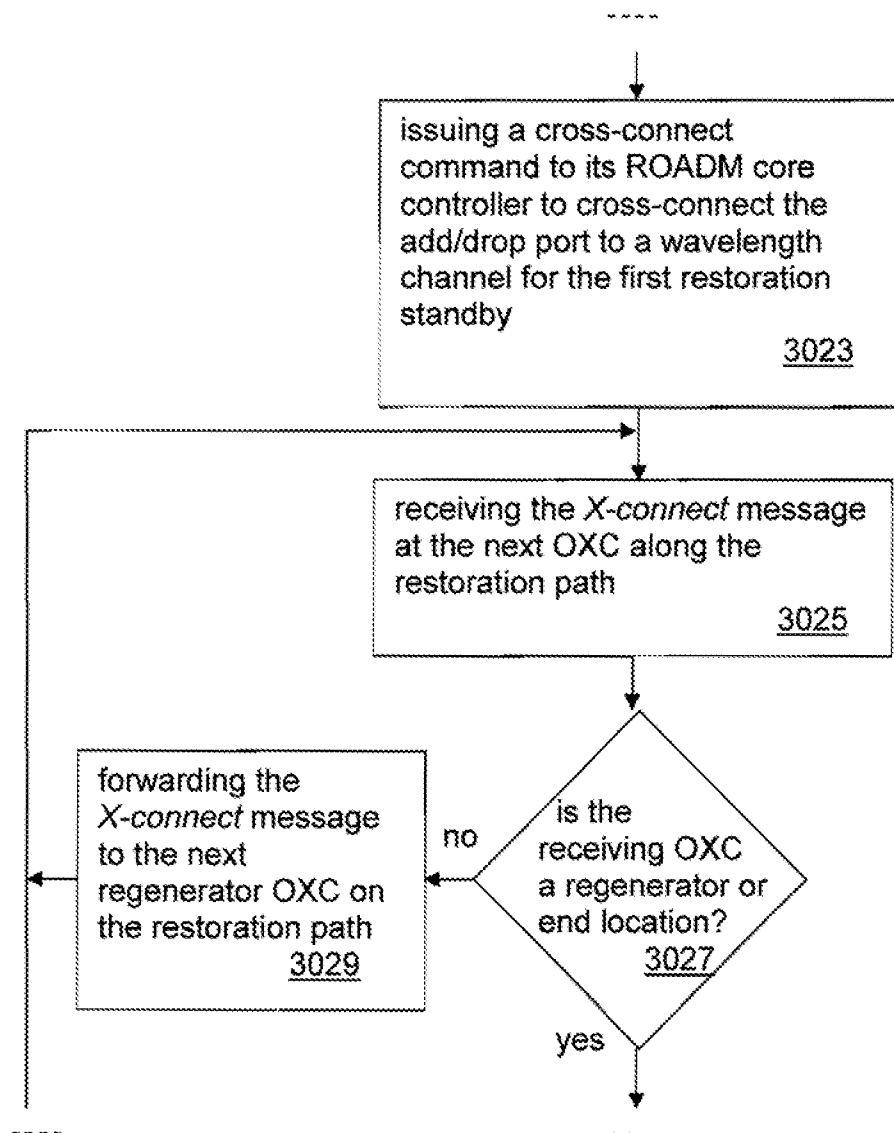 issuing a cross-connect
command to its ROADM core
controller to cross-connect the
add/drop port to a wavelength
channel for the first restoration
standby
3023
receiving the X-connect message
at the next OXC along the
restoration path
3025
is the
receiving OXC
a regenerator or
end location?
3027
no
forwarding the
X-connect message
to the next
regenerator OXC on
the restoration path
3029
yes